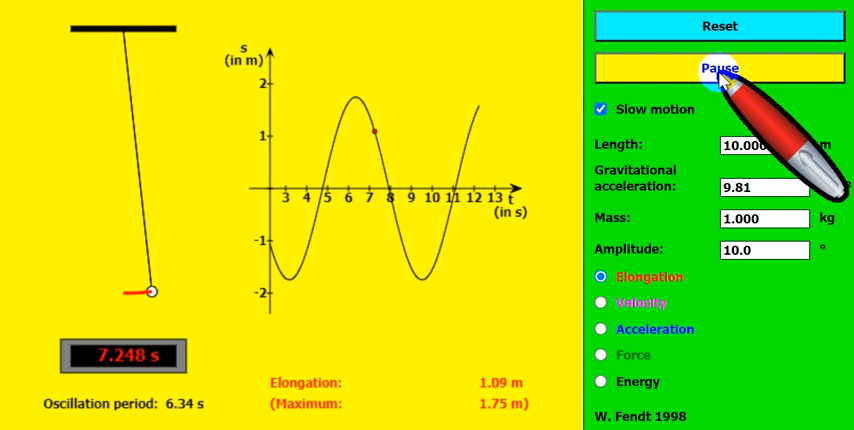 Reset
Pause
Slow motion
Length: 10.000 m
Gravitational
acceleration: 9.81
Mass: 1.000 kg
Amplitude: 10.0 °
Elongation
Velocity
Acceleration
Force
Energy
W. Fendt 1998
s
(in m)
2
1
-1
-2
3 4 5 6 7 8 9 10 11 12 13 t
(in s)
7.248 s
Oscillation period: 6.34 s
Elongation: 1.09 m
(Maximum: 1.75 m)